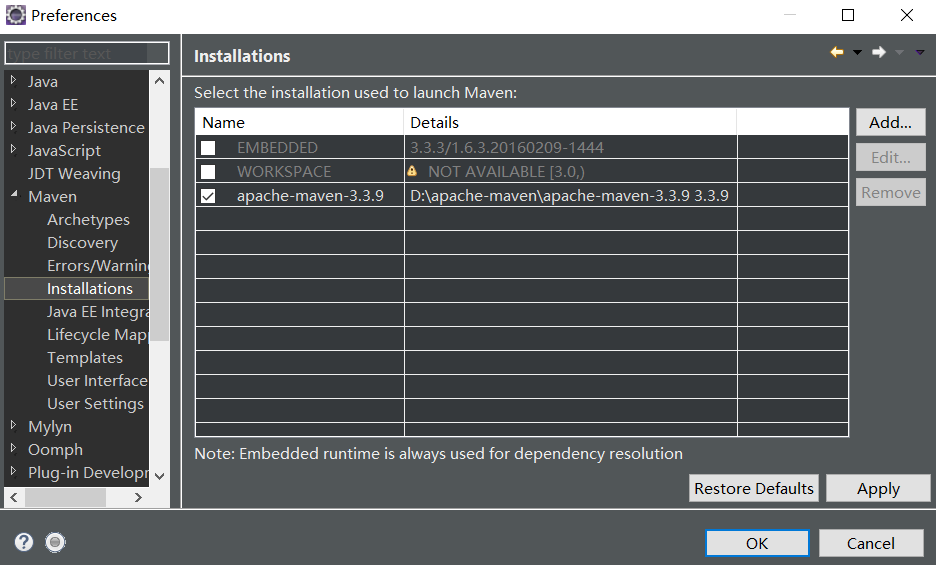 Preferences
type filter text
Java
Java EE
Java Persistence
JavaScript
JDT Weaving
Maven
Archetypes
Discovery
Errors/Warnin
Installations
Java EE Integra
Lifecycle Mapp
Templates
User Interface
User Settings
Mylyn
Oomph
Plug-in Developm
Installations
Select the installation used to launch Maven:
Name Details
EMBEDDED 3.3.3/1.6.3.20160209-1444
WORKSPACE NOT AVAILABLE [3.0,)
apache-maven-3.3.9 D:\apache-maven\apache-maven-3.3.9 3.3.9
Add...
Edit...
Remove
Note: Embedded runtime is always used for dependency resolution
Restore Defaults Apply
OK Cancel